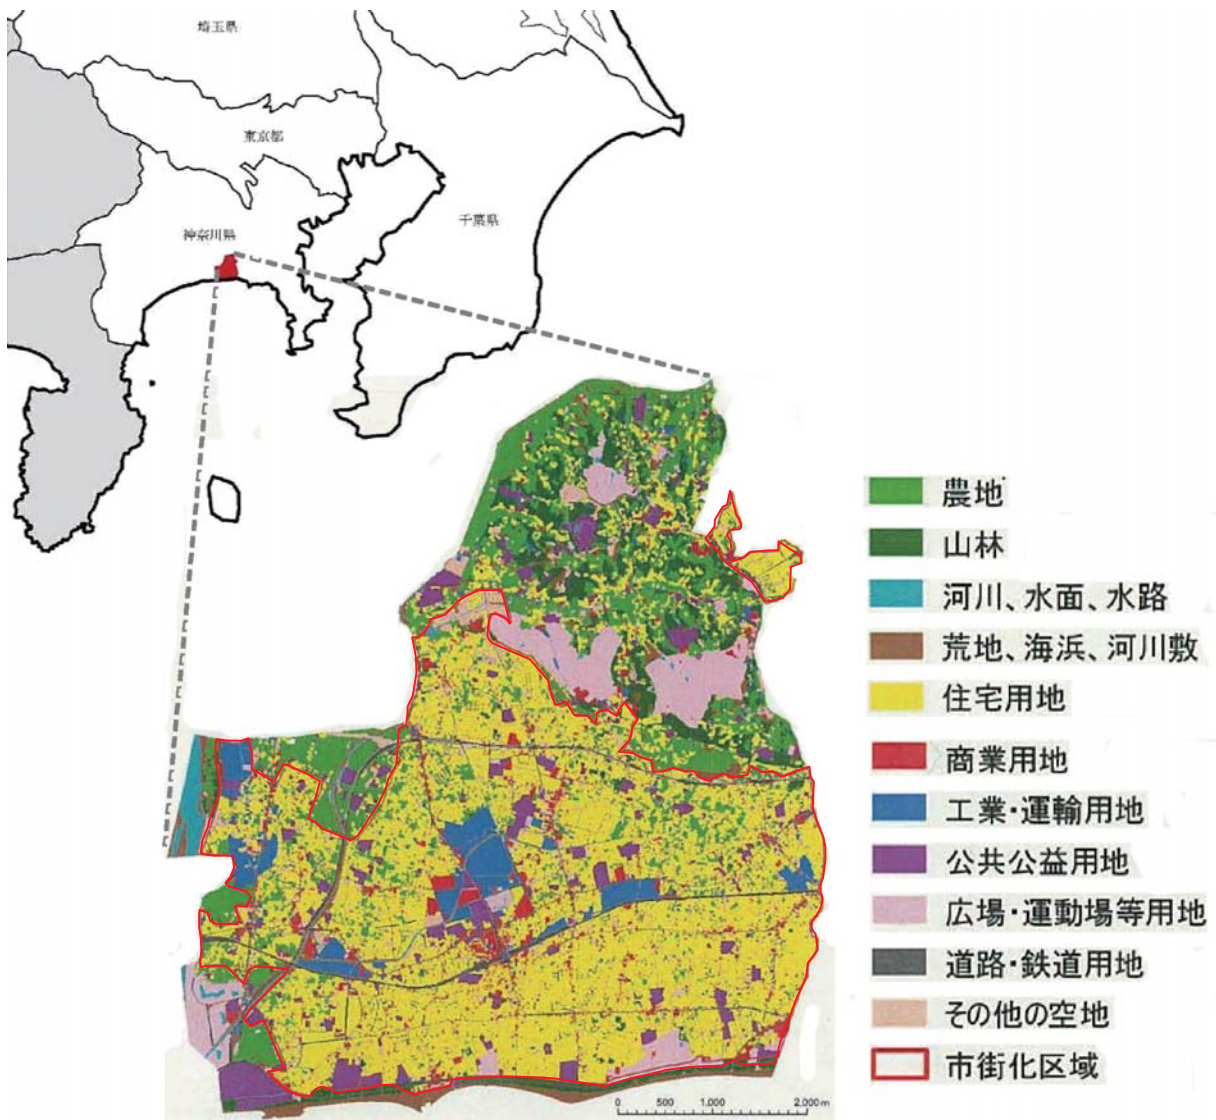 埼玉県
東京都
神奈川県
千葉県
農地
山林
河川、水面、水路
荒地、海浜、河川敷
住宅用地
商業用地
工業・運輸用地
公共公益用地
広場・運動場等用地
道路・鉄道用地
その他の空地
市街化区域
0 500 1,000 2,000m